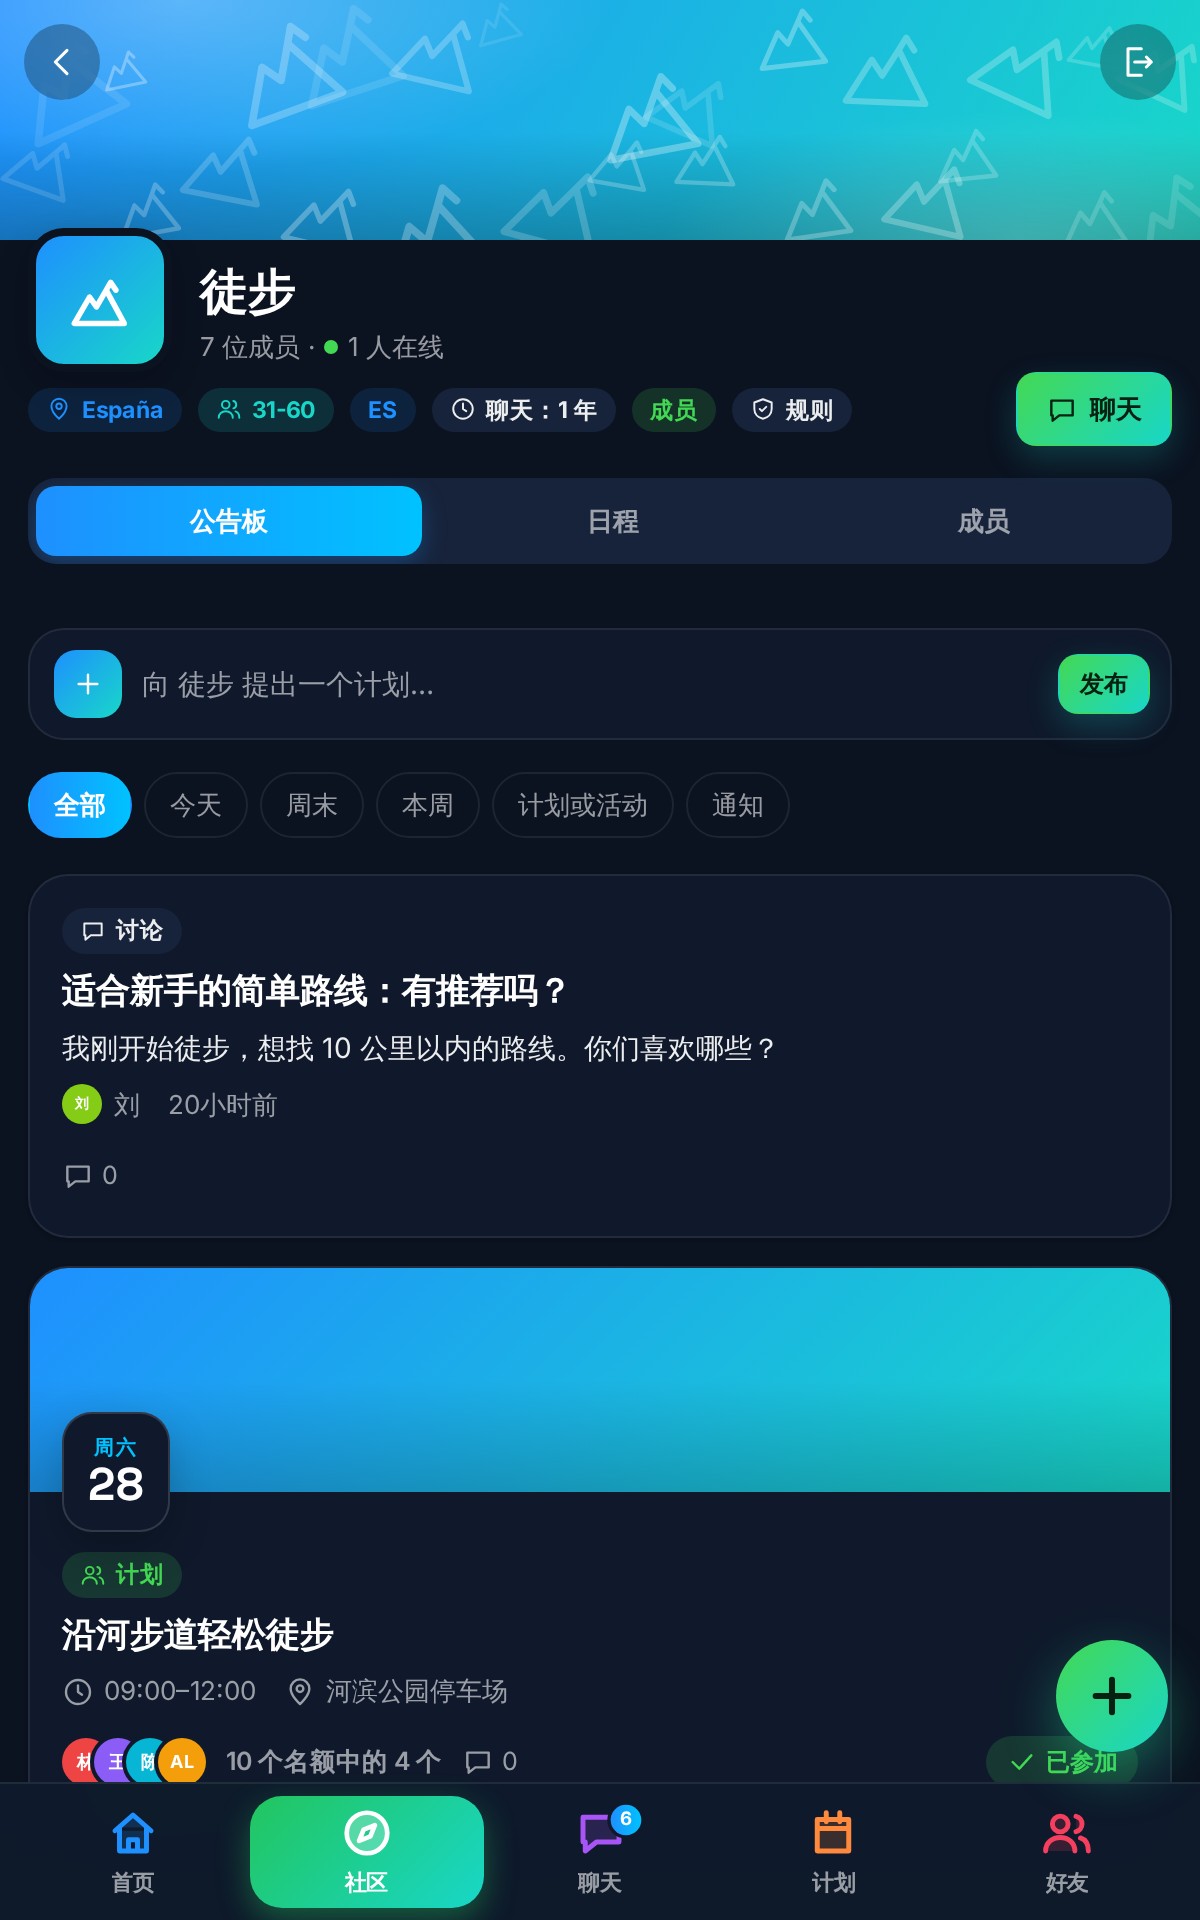 徒步
7 位成员 · 1 人在线
España 31-60 ES 聊天：1 年 成员 规则
聊天
公告板 日程 成员
向 徒步 提出一个计划...
发布
全部 今天 周末 本周 计划或活动 通知
讨论
适合新手的简单路线：有推荐吗？
我刚开始徒步，想找 10 公里以内的路线。你们喜欢哪些？
刘 刘 20小时前
0
周六
28
计划
沿河步道轻松徒步
09:00–12:00 河滨公园停车场
林 王 陈 AL 10 个名额中的 4 个 0 已参加
6
首页 社区 聊天 计划 好友